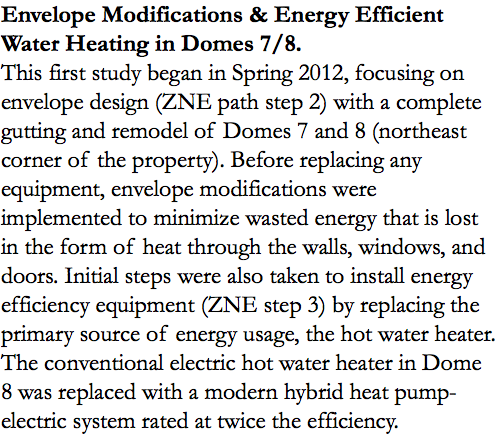 Envelope Modifications & Energy Efficient
Water Heating in Domes 7/8.
This first study began in Spring 2012, focusing on
envelope design (ZNE path step 2) with a complete
gutting and remodel of Domes 7 and 8 (northeast
corner of the property). Before replacing any
equipment, envelope modifications were
implemented to minimize wasted energy that is lost
in the form of heat through the walls, windows, and
doors. Initial steps were also taken to install energy
efficiency equipment (ZNE step 3) by replacing the
primary source of energy usage, the hot water heater.
The conventional electric hot water heater in Dome
8 was replaced with a modern hybrid heat pump-
electric system rated at twice the efficiency.